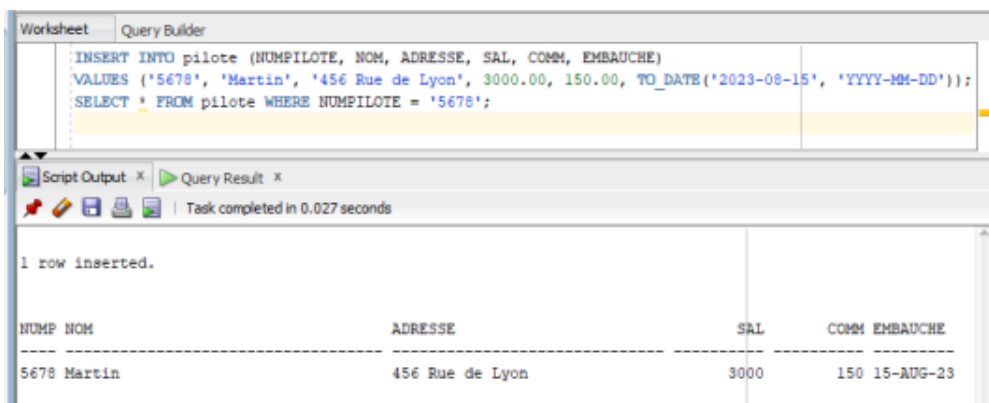 Worksheet Query Builder
INSERT INTO pilote (NUMPILOTE, NOM, ADRESSE, SAL, COMM, EMBAUCHE)
VALUES ('5678', 'Martin', '456 Rue de Lyon', 3000.00, 150.00, TO_DATE('2023-08-15', 'YYYY-MM-DD'));
SELECT * FROM pilote WHERE NUMPILOTE = '5678';
Script Output x Query Result x
Task completed in 0.027 seconds
1 row inserted.
NUMP NOM ADRESSE SAL COMM EMBAUCHE
---- ----------------------------------- ------------------------------ ---------- ---------- ---------
5678 Martin 456 Rue de Lyon 3000 150 15-AUG-23